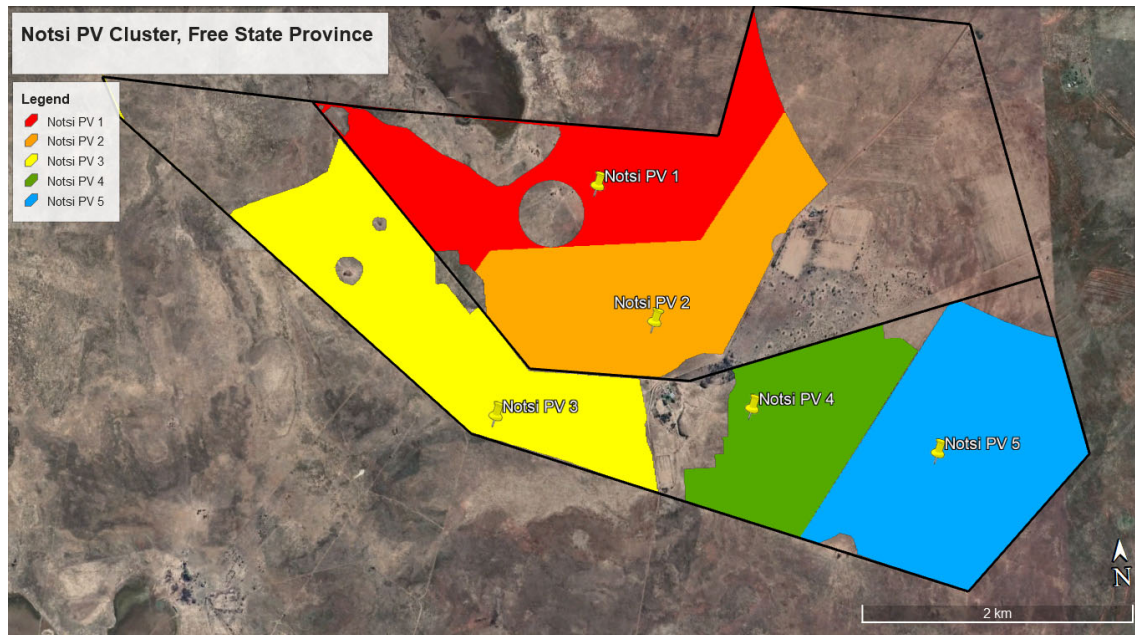 Notsi PV Cluster, Free State Province
Legend
Notsi PV 1
Notsi PV 2
Notsi PV 3
Notsi PV 4
Notsi PV 5
Notsi PV 1
Notsi PV 2
Notsi PV 3
Notsi PV 4
Notsi PV 5
N
2 km